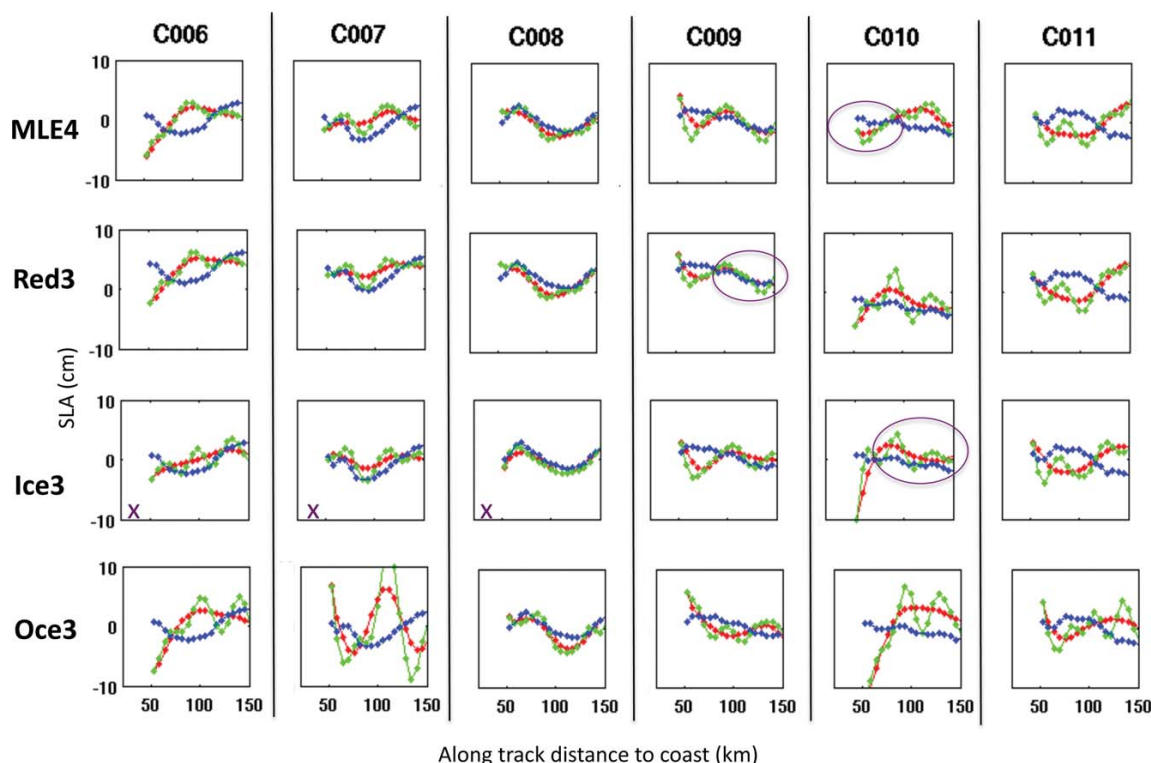 C006 C007 C008 C009 C010 C011
10
MLE4 0
-10
10
Red3
-10
SLA (cm)
10
Ice3 0
-10
X X X
10
Oce3 0
-10
50 100 150 50 100 150 50 100 150 50 100 150 50 100 150 50 100 150
Along track distance to coast (km)